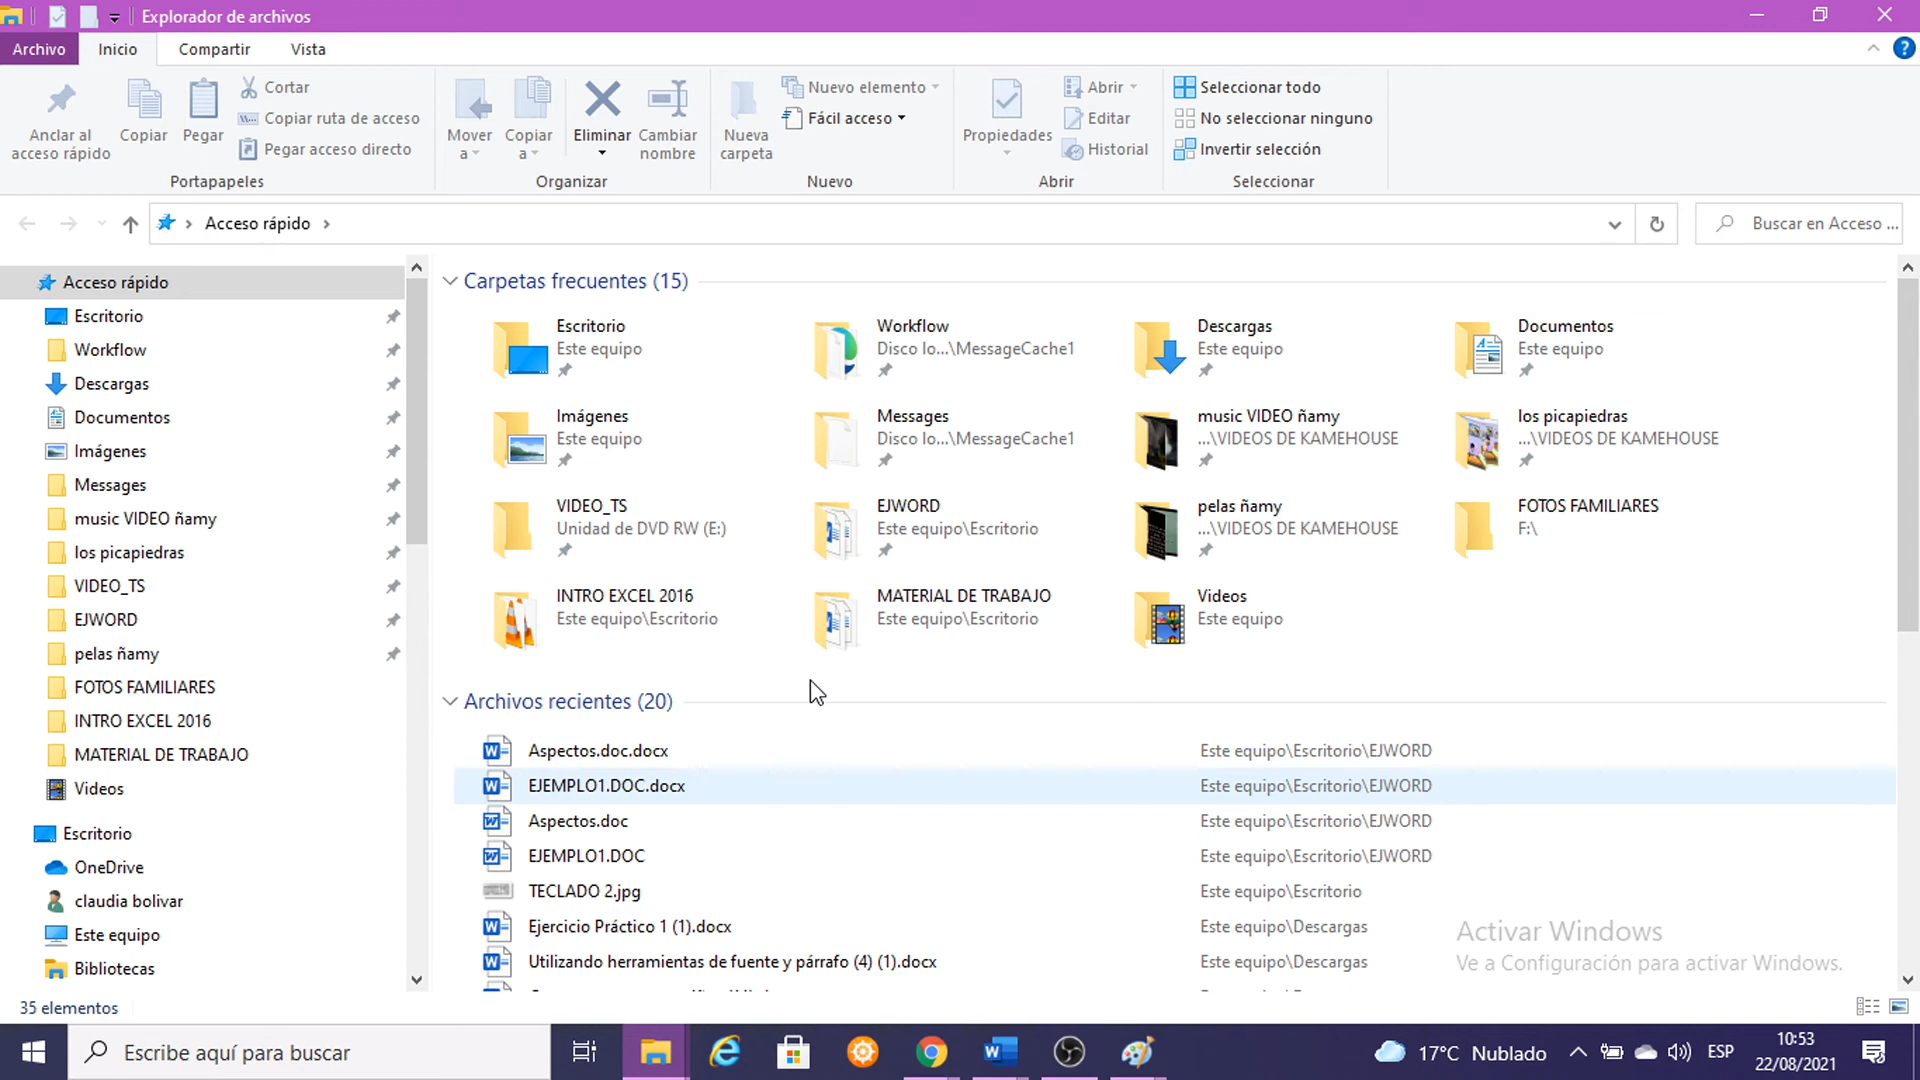 Explorador de archivos
Archivo Inicio Compartir Vista
Anclar al acceso rápido
Copiar
Pegar
Cortar
Copiar ruta de acceso
Pegar acceso directo
Portapapeles
Mover a
Copiar a
Eliminar
Cambiar nombre
Organizar
Nueva carpeta
Nuevo elemento
Fácil acceso
Nuevo
Propiedades
Abrir
Editar
Historial
Abrir
Seleccionar todo
No seleccionar ninguno
Invertir selección
Seleccionar
Acceso rápido
Buscar en Acceso ...
Acceso rápido
Escritorio
Workflow
Descargas
Documentos
Imágenes
Messages
music VIDEO ñamy
los picapiedras
VIDEO_TS
EJWORD
pelas ñamy
FOTOS FAMILIARES
INTRO EXCEL 2016
MATERIAL DE TRABAJO
Videos
Escritorio
OneDrive
claudia bolivar
Este equipo
Bibliotecas
Carpetas frecuentes (15)
Escritorio
Este equipo
Workflow
Disco lo...\MessageCache1
Descargas
Este equipo
Documentos
Este equipo
Imágenes
Este equipo
Messages
Disco lo...\MessageCache1
music VIDEO ñamy
...\VIDEOS DE KAMEHOUSE
los picapiedras
...\VIDEOS DE KAMEHOUSE
VIDEO_TS
Unidad de DVD RW (E:)
EJWORD
Este equipo\Escritorio
pelas ñamy
...\VIDEOS DE KAMEHOUSE
FOTOS FAMILIARES
F:\
INTRO EXCEL 2016
Este equipo\Escritorio
MATERIAL DE TRABAJO
Este equipo\Escritorio
Videos
Este equipo
Archivos recientes (20)
Aspectos.doc.docx Este equipo\Escritorio\EJWORD
EJEMPLO1.DOC.docx Este equipo\Escritorio\EJWORD
Aspectos.doc Este equipo\Escritorio\EJWORD
EJEMPLO1.DOC Este equipo\Escritorio\EJWORD
TECLADO 2.jpg Este equipo\Escritorio
Ejercicio Práctico 1 (1).docx Este equipo\Descargas
Utilizando herramientas de fuente y párrafo (4) (1).docx Este equipo\Descargas
Activar Windows
Ve a Configuración para activar Windows.
35 elementos
Escribe aquí para buscar
17°C Nublado
ESP
10:53
22/08/2021